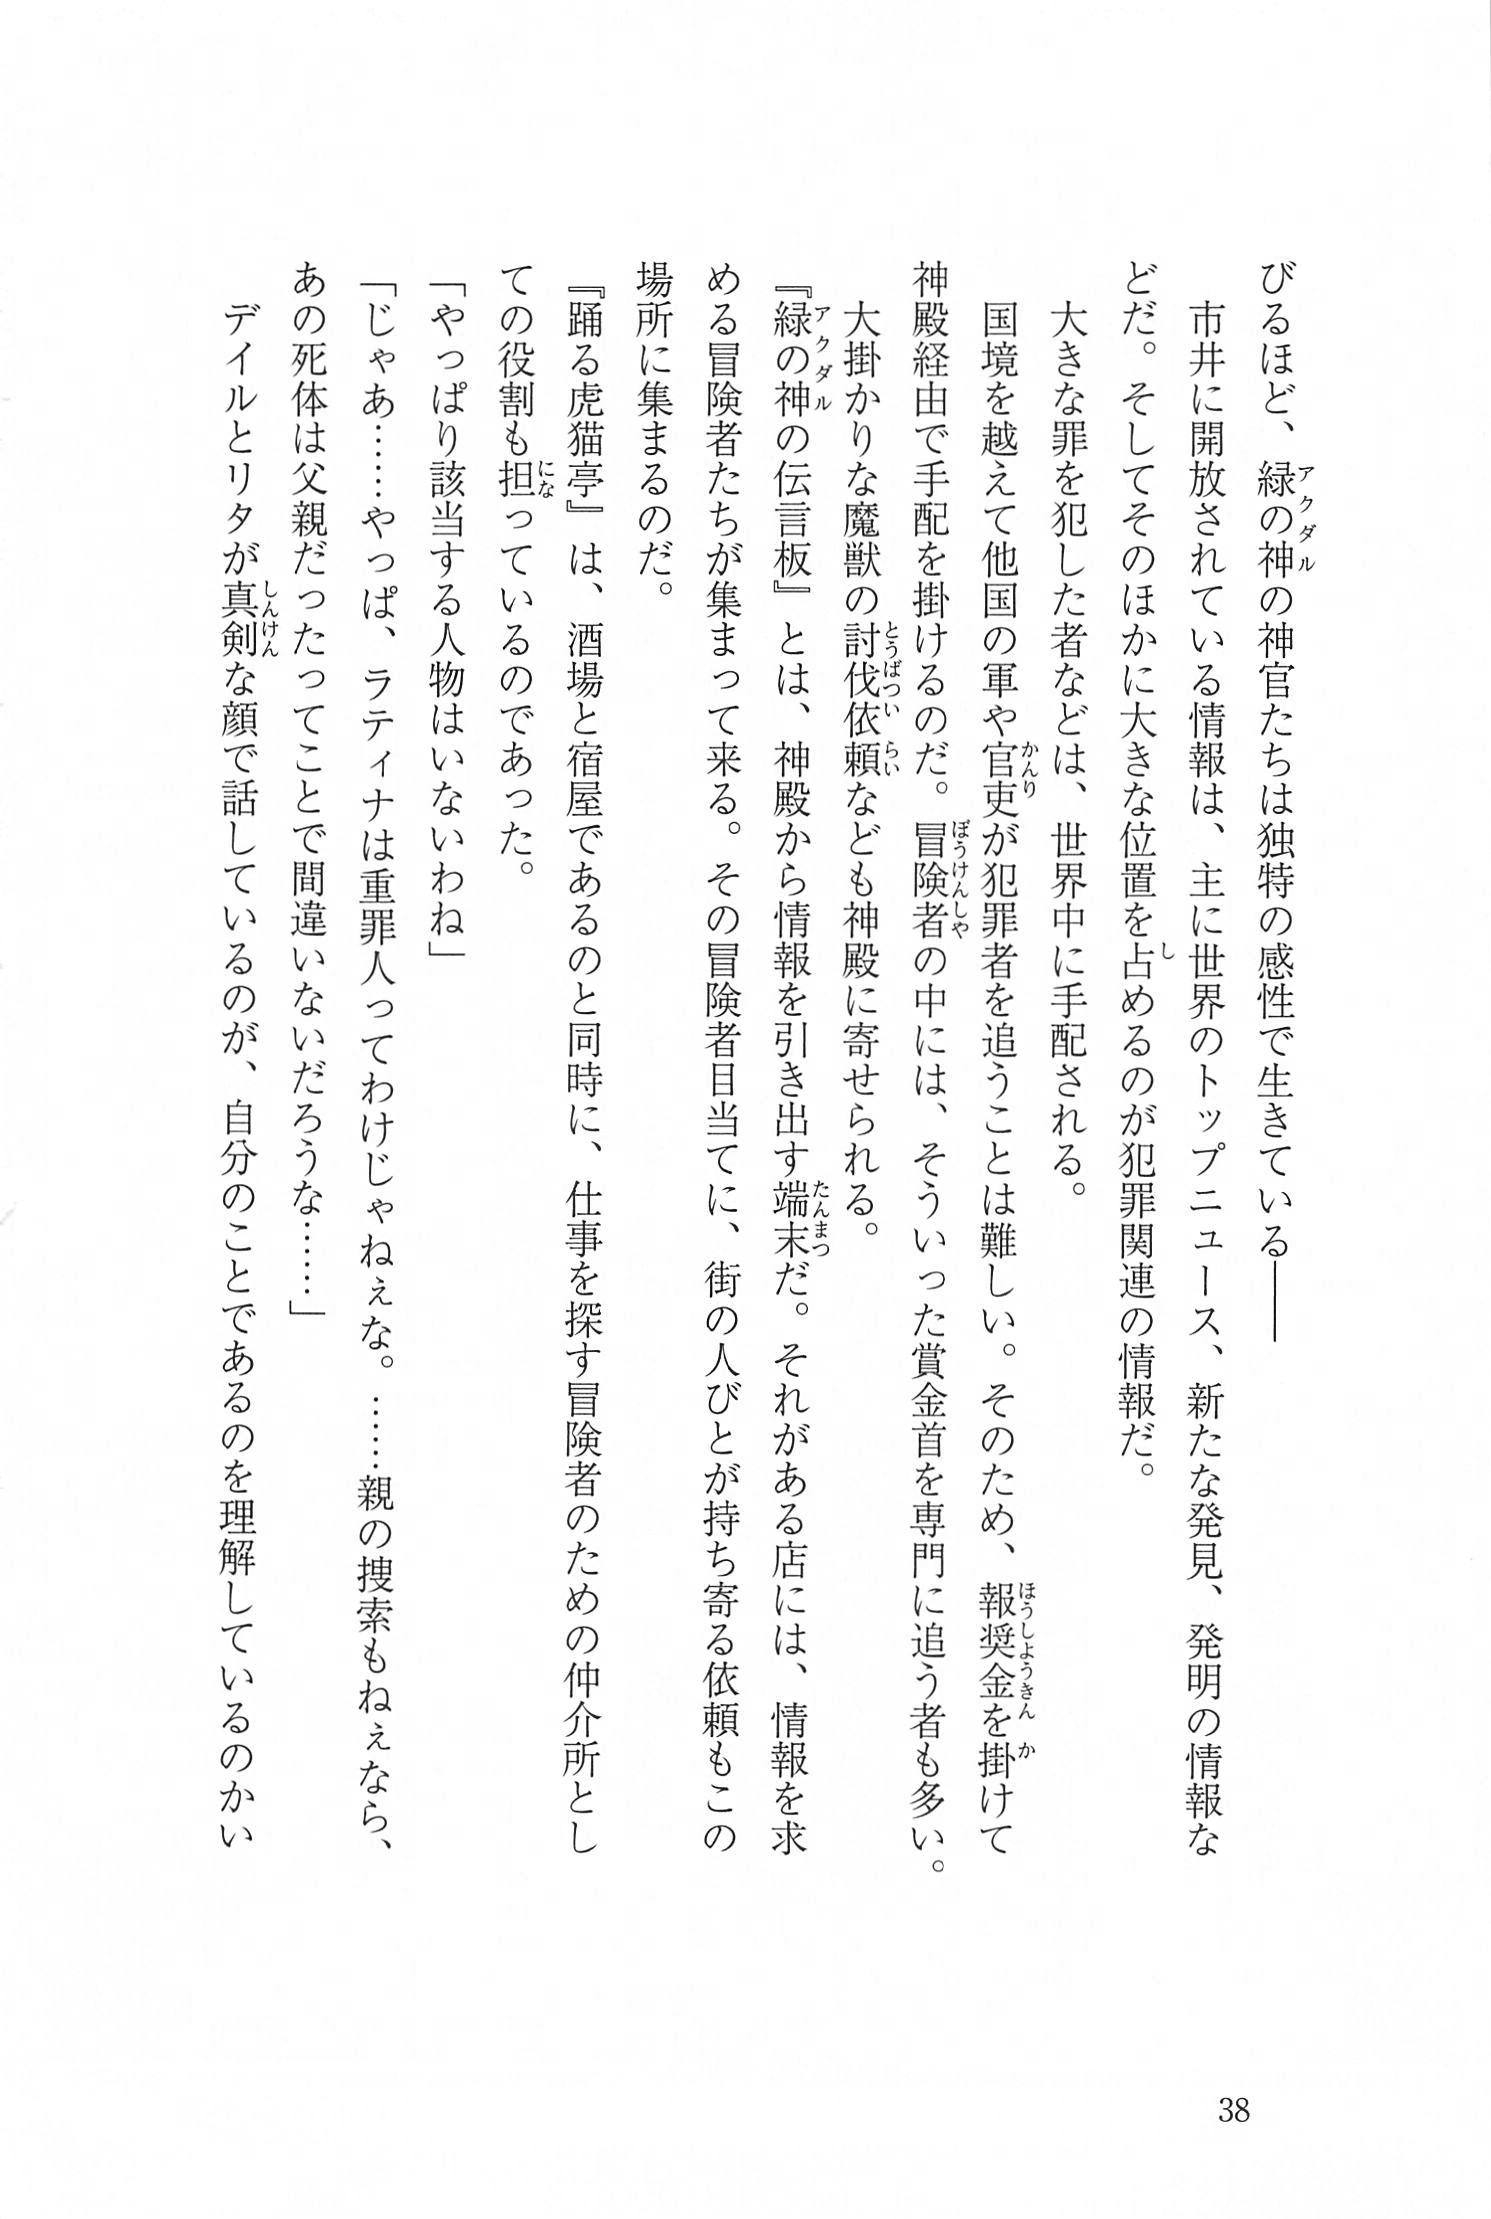 びるほど、緑の神の神官たちは独特の感性で生きている――
市井に開放されている情報は、主に世界のトップニュース、新たな発見、発明の情報な
どだ。そしてそのほかに大きな位置を占めるのが犯罪関連の情報だ。
大きな罪を犯した者などは、世界中に手配される。
国境を越えて他国の軍や官吏が犯罪者を追うことは難しい。そのため、報奨金を掛けて
神殿経由で手配を掛けるのだ。冒険者の中には、そういった賞金首を専門に追う者も多い。
大掛かりな魔獣の討伐依頼なども神殿に寄せられる。
『緑の神の伝言板』とは、神殿から情報を引き出す端末だ。それがある店には、情報を求
める冒険者たちが集まって来る。その冒険者目当てに、街の人びとが持ち寄る依頼もこの
場所に集まるのだ。
『踊る虎猫亭』は、酒場と宿屋であるのと同時に、仕事を探す冒険者のための仲介所とし
ての役割も担っているのであった。
「やっぱり該当する人物はいないわね」
「じゃあ……やっぱ、ラティナは重罪人ってわけじゃねぇな。……親の捜索もねぇなら、
あの死体は父親だったってことで間違いないだろうな……」
デイルとリタが真剣な顔で話しているのが、自分のことであるのを理解しているのかい
38